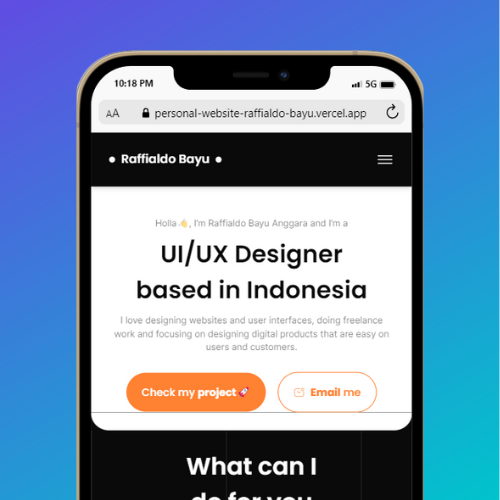 10:18 PM
5G
AA
personal-website-raffialdo-bayu.vercel.app
• Raffialdo Bayu •
Holla👋, I'm Raffialdo Bayu Anggara and I'm a
UI/UX Designer
based in Indonesia
I love designing websites and user interfaces, doing freelance
work and focusing on designing digital products that are easy on
users and customers.
Check my project🚀
Email me
What can I
do for you